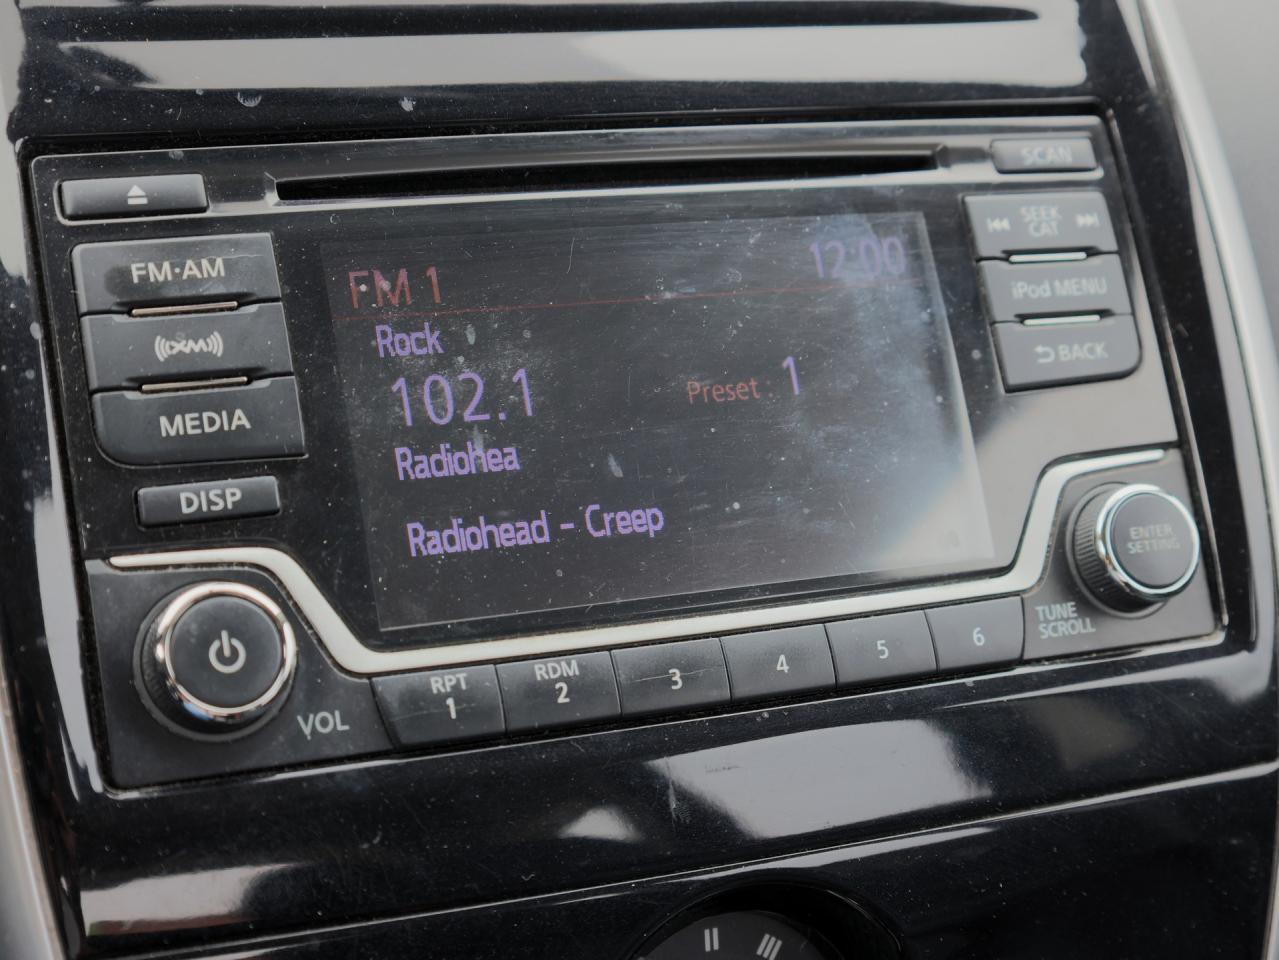 SCAN
FM·AM
SEEK
CAT
XM
iPod MENU
MEDIA
BACK
DISP
FM 1
12:00
Rock
102.1
Preset : 1
Radiohea
Radiohead - Creep
ENTER
SETTING
TUNE
SCROLL
VOL
RPT
1
RDM
2
3
4
5
6